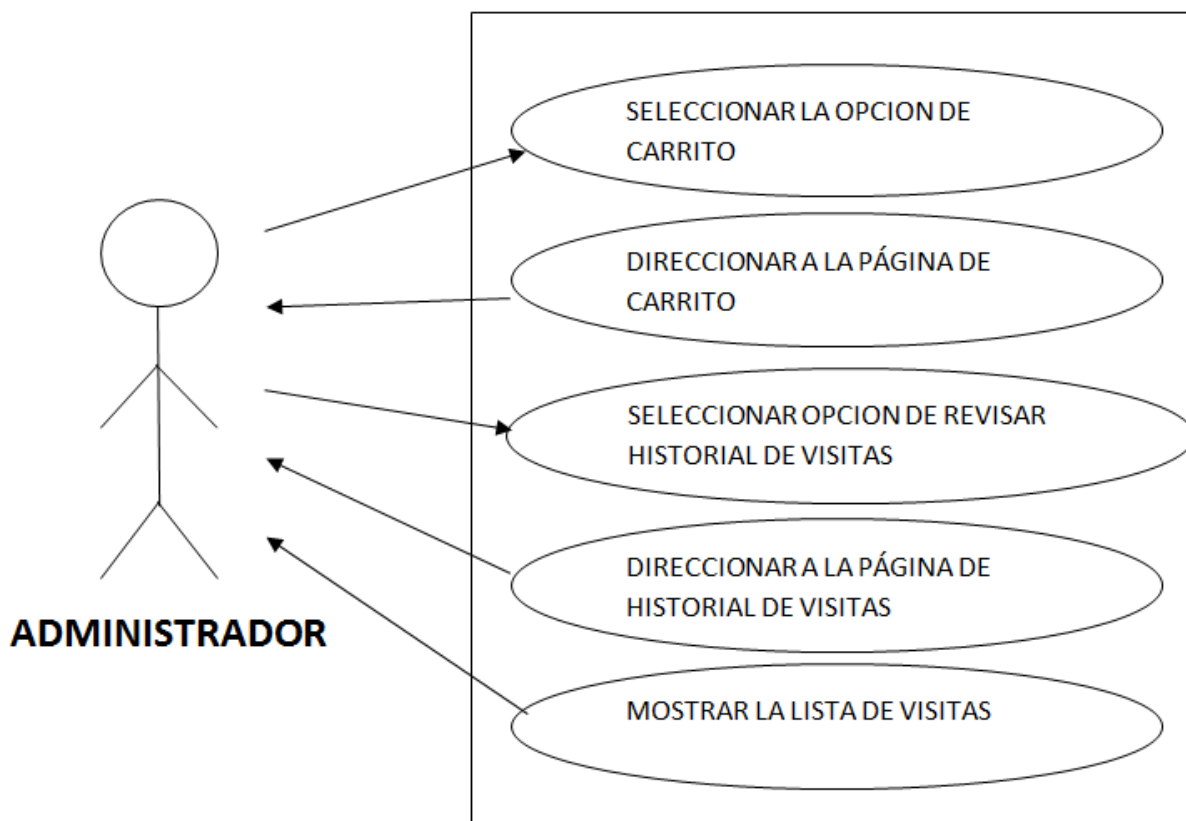 SELECCIONAR LA OPCION DE
CARRITO
DIRECCIONAR A LA PÁGINA DE
CARRITO
SELECCIONAR OPCION DE REVISAR
HISTORIAL DE VISITAS
DIRECCIONAR A LA PÁGINA DE
HISTORIAL DE VISITAS
MOSTRAR LA LISTA DE VISITAS
ADMINISTRADOR